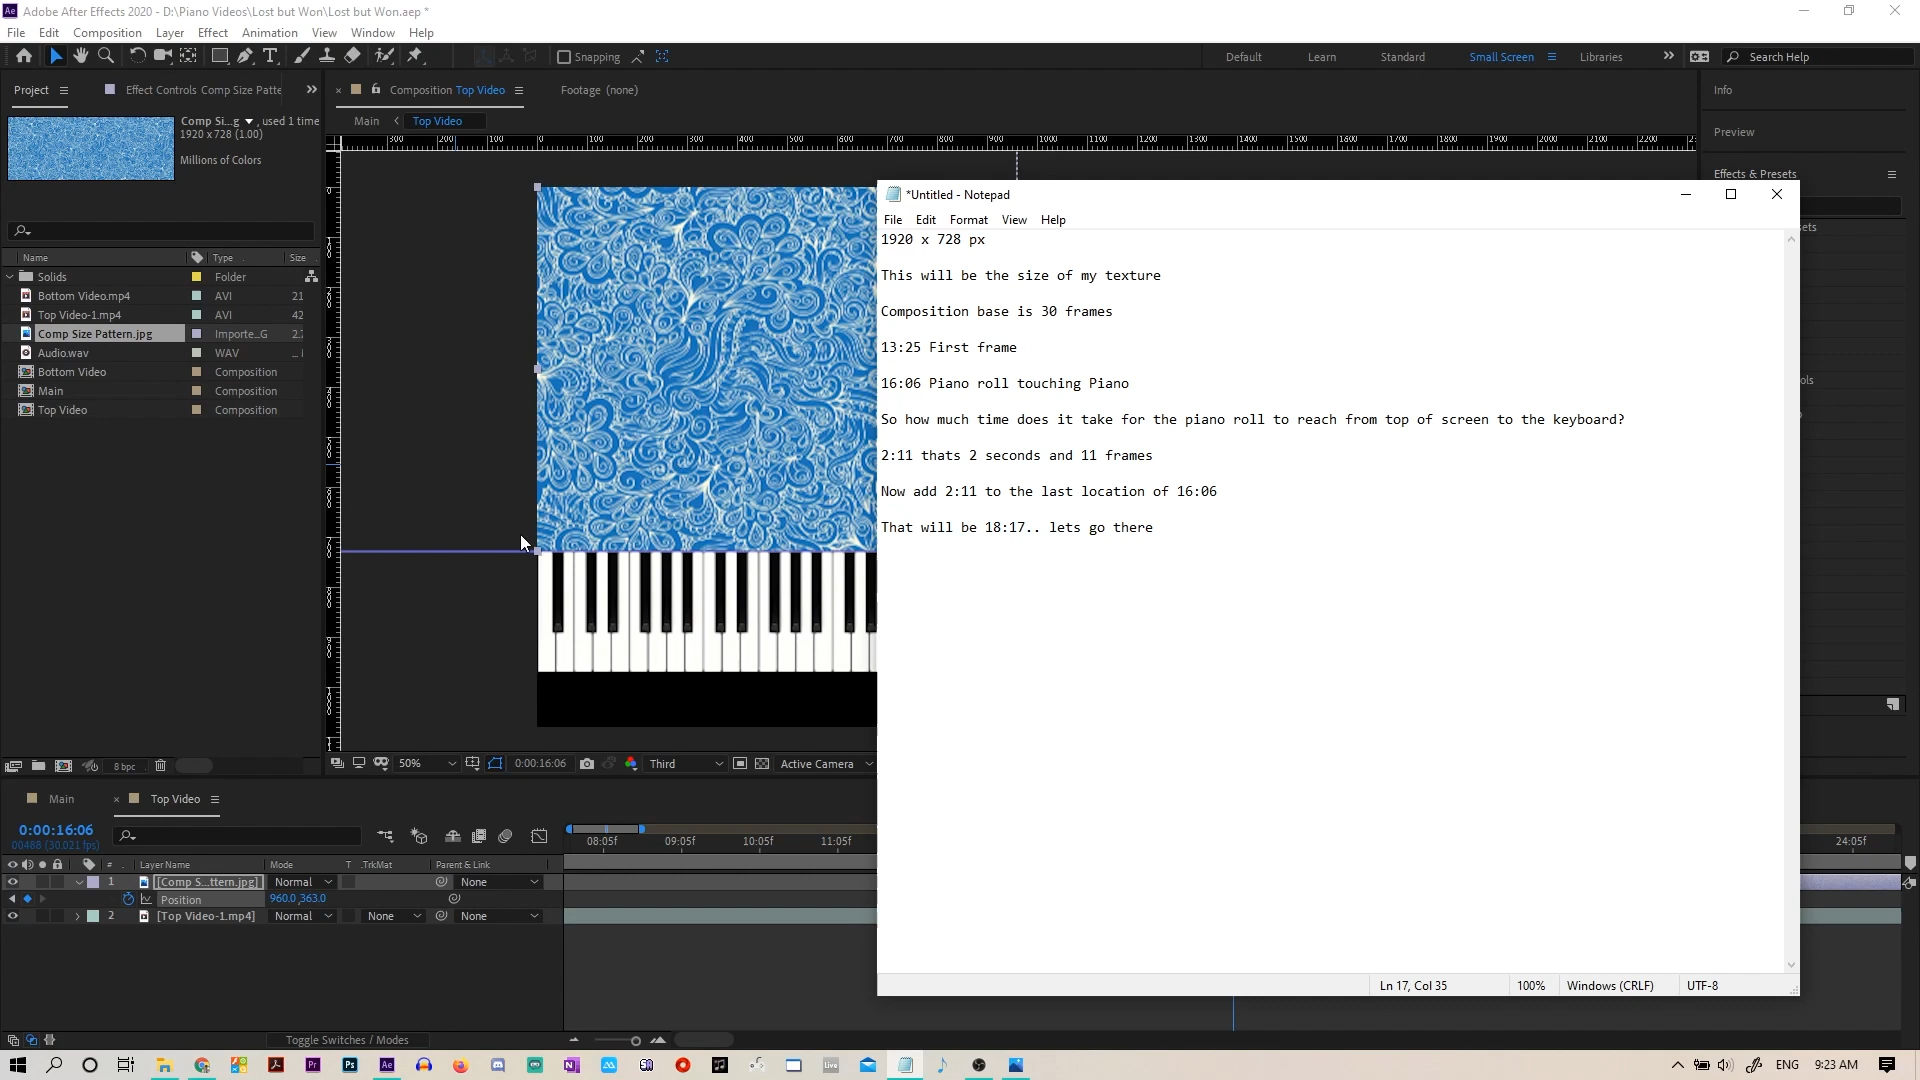 Adobe After Effects 2020 - D:\Piano Videos\Lost but Won\Lost but Won.aep *
File Edit Composition Layer Effect Animation View Window Help
Snapping Default Learn Standard Small Screen Libraries Search Help
Project Effect Controls Comp Size Patte Composition Top Video Footage (none) Info
Comp Si...g , used 1 time
1920 x 728 (1.00)
Millions of Colors
Main Top Video
Preview
Effects & Presets
*Untitled - Notepad
File Edit Format View Help
1920 x 728 px
This will be the size of my texture
Composition base is 30 frames
13:25 First frame
16:06 Piano roll touching Piano
So how much time does it take for the piano roll to reach from top of screen to the keyboard?
2:11 thats 2 seconds and 11 frames
Now add 2:11 to the last location of 16:06
That will be 18:17.. lets go there
Ln 17, Col 35 100% Windows (CRLF) UTF-8
Name Type Size
Solids Folder
Bottom Video.mp4 AVI 21
Top Video-1.mp4 AVI 42
Comp Size Pattern.jpg Importe...G 2.7
Audio.wav WAV
Bottom Video Composition
Main Composition
Top Video Composition
8 bpc
50% 0:00:16:06 Third Active Camera
Main Top Video
0:00:16:06
00488 (30.021 fps)
08:05f 09:05f 10:05f 11:05f 24:05f
# Layer Name Mode T .TrkMat Parent & Link
1 [Comp S...ttern.jpg] Normal None
Position 960.0,363.0
2 [Top Video-1.mp4] Normal None None
Toggle Switches / Modes
ENG 9:23 AM